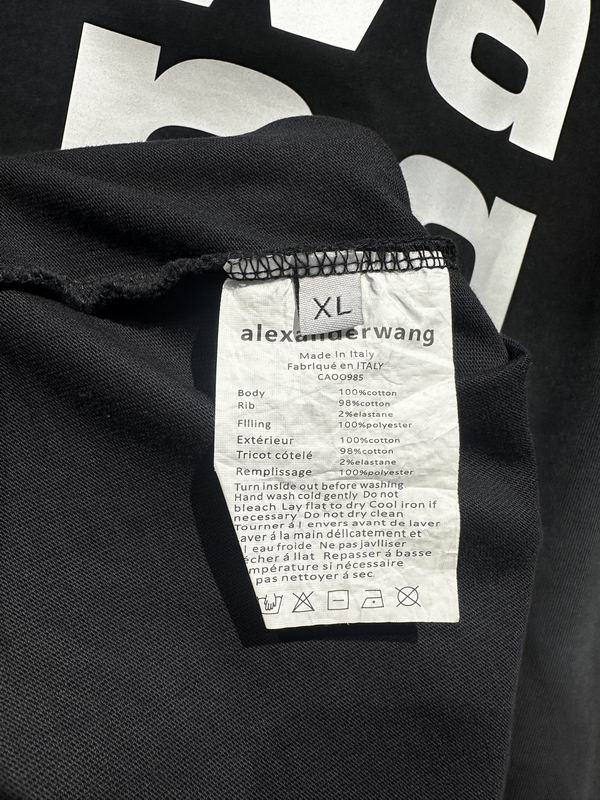 wa
ng
XL
alexanderwang
Made in Italy
Fabriqué en ITALY
CAOO985
Body 100%cotton
Rib 98%cotton
2%elastane
FIlling 100%polyester
Extérieur 100%cotton
Tricot côtelé 98%cotton
2%elastane
Remplissage 100%polyester
Turn inside out before washing
Hand wash cold gently Do not
bleach Lay flat to dry Cool iron if
necessary Do not dry clean
Tourner á l envers avant de laver
aver á la main délicatement et
l eau froide Ne pas javlliser
écher á llat Repasser á basse
mpérature si nécessaire
pas nettoyer á sec